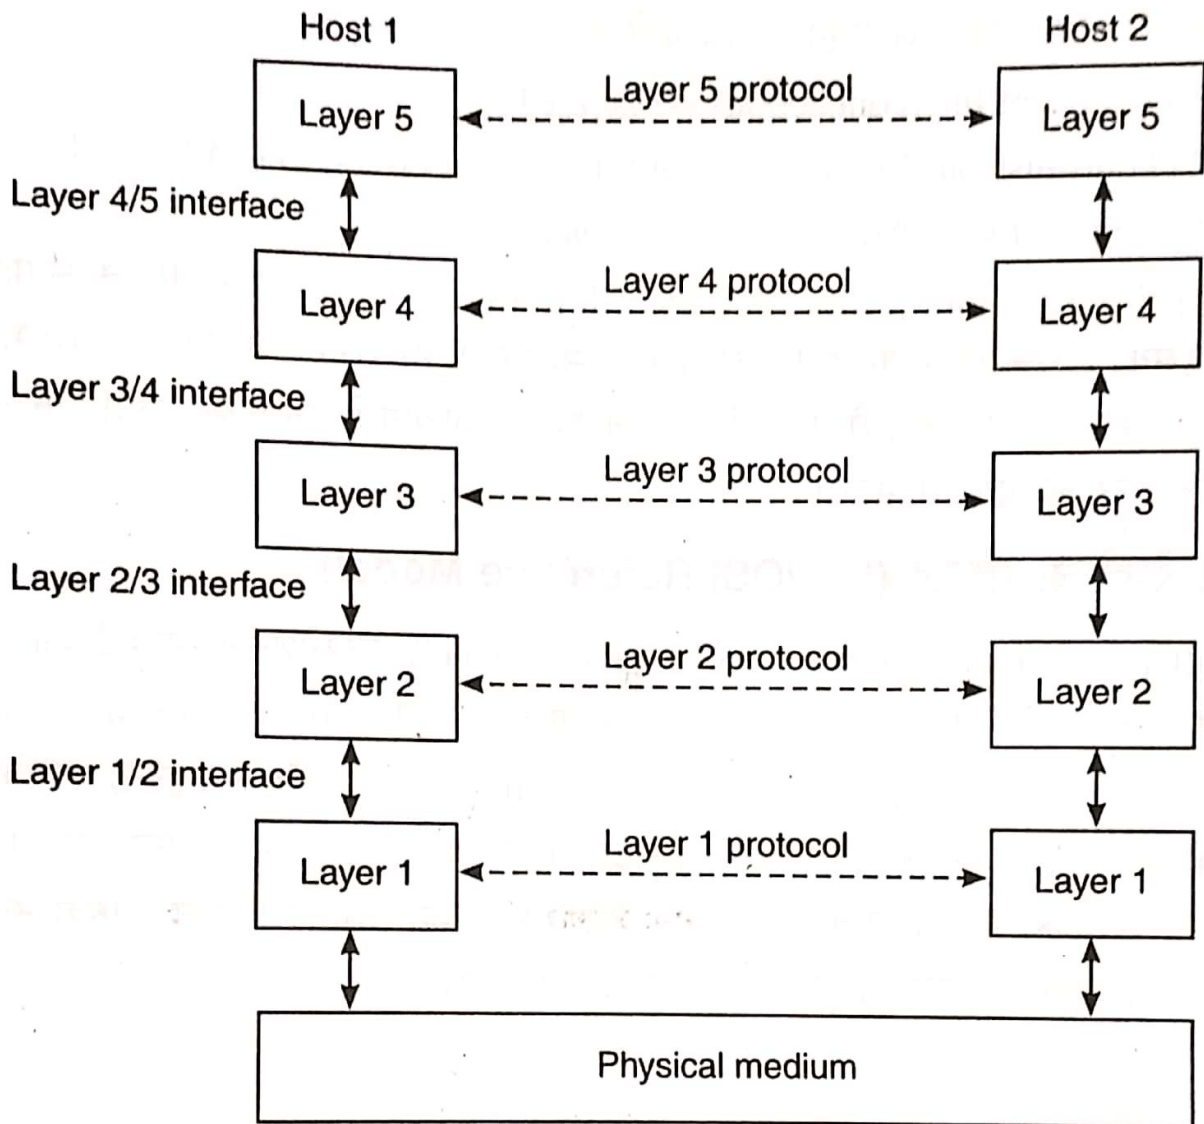 Host 1
Host 2
Layer 5
Layer 5 protocol
Layer 5
Layer 4/5 interface
Layer 4
Layer 4 protocol
Layer 4
Layer 3/4 interface
Layer 3
Layer 3 protocol
Layer 3
Layer 2/3 interface
Layer 2
Layer 2 protocol
Layer 2
Layer 1/2 interface
Layer 1
Layer 1 protocol
Layer 1
Physical medium